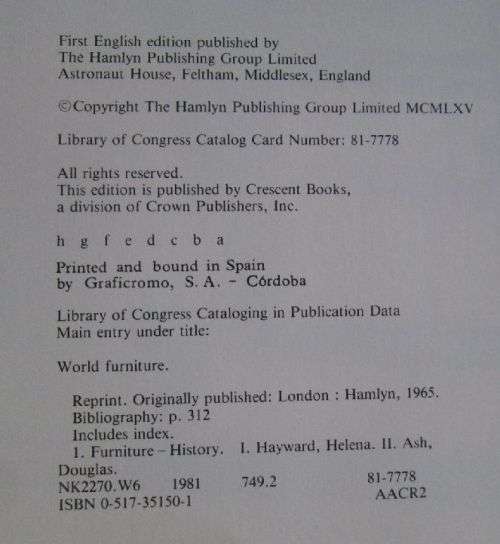 First English edition published by
The Hamlyn Publishing Group Limited
Astronaut House, Feltham, Middlesex, England
©Copyright The Hamlyn Publishing Group Limited MCMLXV
Library of Congress Catalog Card Number: 81-7778
All rights reserved.
This edition is published by Crescent Books,
a division of Crown Publishers, Inc.
h g f e d c b a
Printed and bound in Spain
by Graficromo, S. A. – Córdoba
Library of Congress Cataloging in Publication Data
Main entry under title:
World furniture.
Reprint. Originally published: London : Hamlyn, 1965.
Bibliography: p. 312
Includes index.
1. Furniture – History. I. Hayward, Helena. II. Ash,
Douglas.
NK2270.W6 1981 749.2 81-7778
ISBN 0-517-35150-1 AACR2